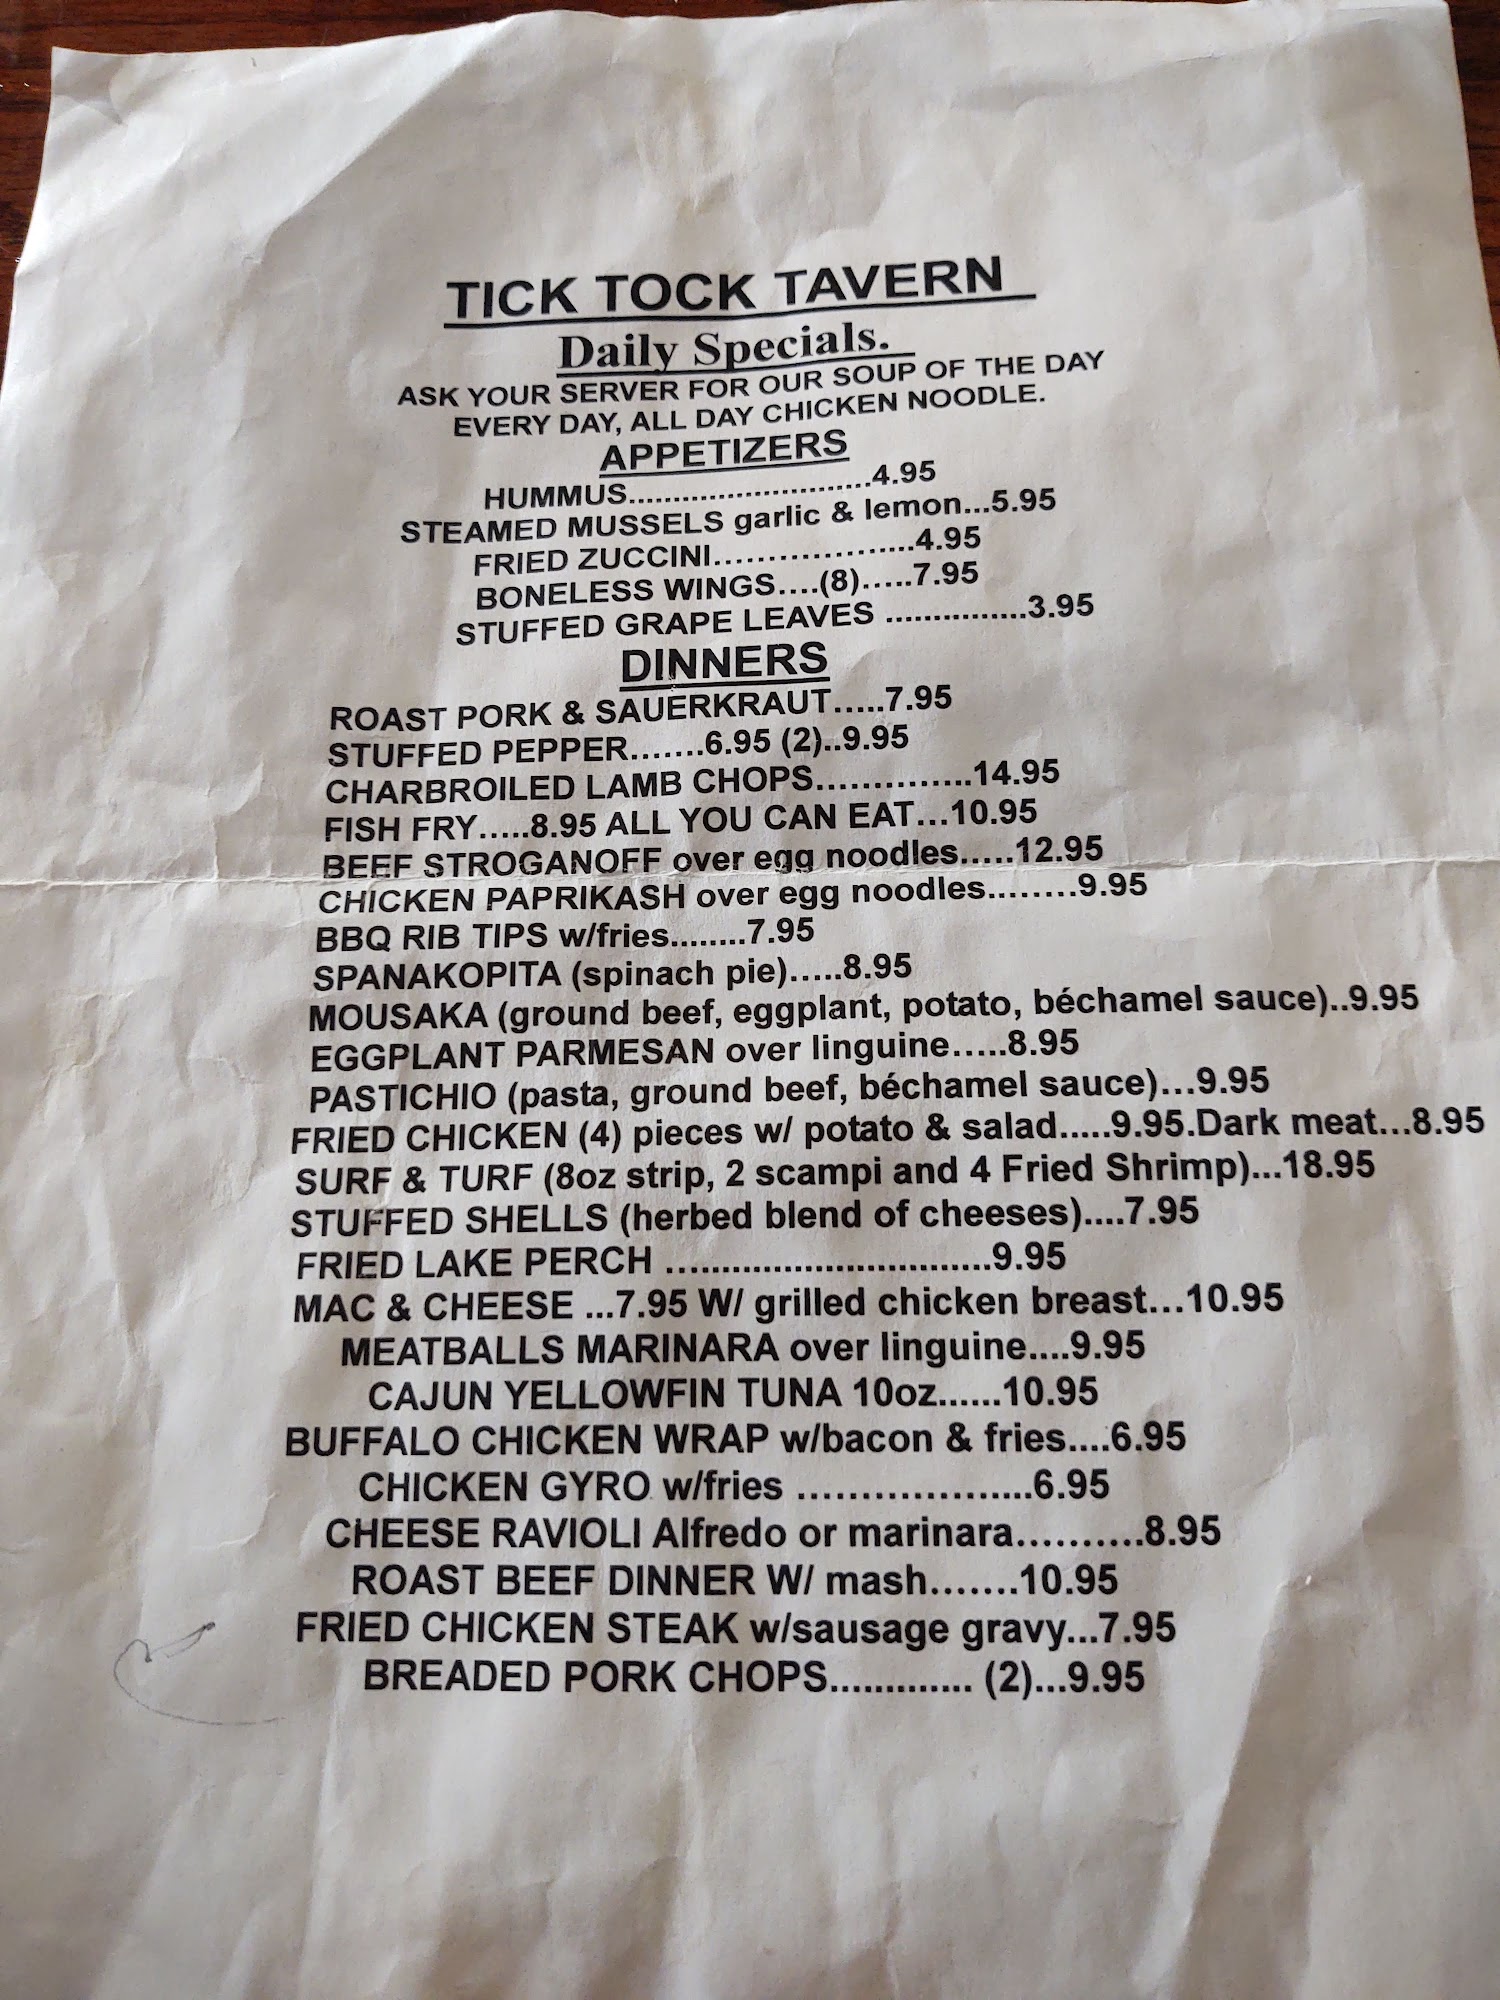 TICK TOCK TAVERN
Daily Specials.
ASK YOUR SERVER FOR OUR SOUP OF THE DAY
EVERY DAY, ALL DAY CHICKEN NOODLE.
APPETIZERS
HUMMUS...........................4.95
STEAMED MUSSELS garlic & lemon...5.95
FRIED ZUCCINI......................4.95
BONELESS WINGS....(8)......7.95
STUFFED GRAPE LEAVES ...............3.95
DINNERS
ROAST PORK & SAUERKRAUT.....7.95
STUFFED PEPPER.......6.95 (2)..9.95
CHARBROILED LAMB CHOPS..............14.95
FISH FRY.....8.95 ALL YOU CAN EAT...10.95
BEEF STROGANOFF over egg noodles.....12.95
CHICKEN PAPRIKASH over egg noodles........9.95
BBQ RIB TIPS w/fries........7.95
SPANAKOPITA (spinach pie).....8.95
MOUSAKA (ground beef, eggplant, potato, béchamel sauce)..9.95
EGGPLANT PARMESAN over linguine.....8.95
PASTICHIO (pasta, ground beef, béchamel sauce)...9.95
FRIED CHICKEN (4) pieces w/ potato & salad.....9.95.Dark meat...8.95
SURF & TURF (8oz strip, 2 scampi and 4 Fried Shrimp)...18.95
STUFFED SHELLS (herbed blend of cheeses)....7.95
FRIED LAKE PERCH ...............................9.95
MAC & CHEESE ...7.95 W/ grilled chicken breast...10.95
MEATBALLS MARINARA over linguine....9.95
CAJUN YELLOWFIN TUNA 10oz......10.95
BUFFALO CHICKEN WRAP w/bacon & fries....6.95
CHICKEN GYRO w/fries .....................6.95
CHEESE RAVIOLI Alfredo or marinara..........8.95
ROAST BEEF DINNER W/ mash.......10.95
FRIED CHICKEN STEAK w/sausage gravy...7.95
BREADED PORK CHOPS............. (2)...9.95